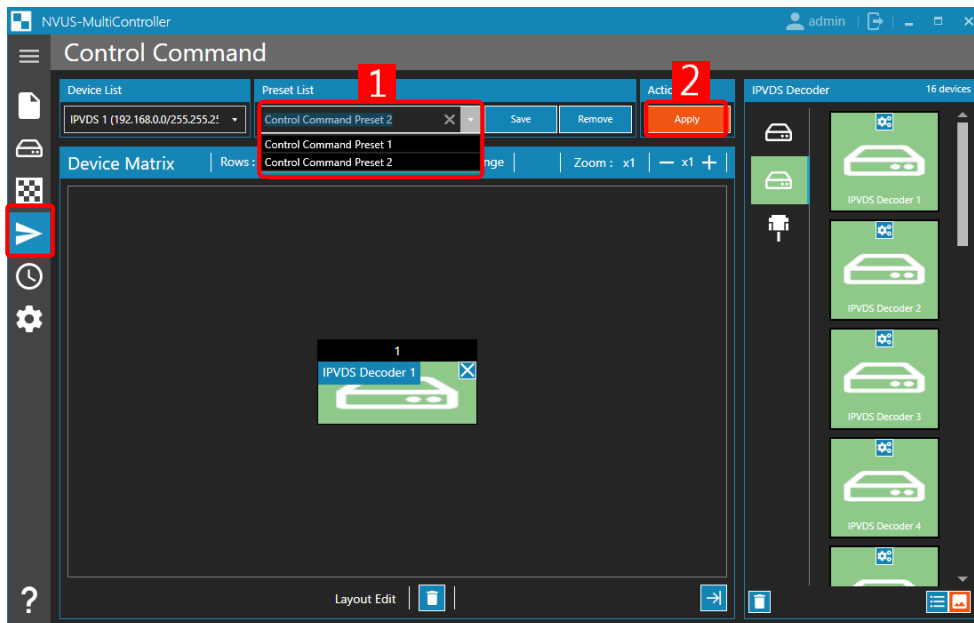 NVUS-MultiController
admin
Control Command
Device List
IPVDS 1 (192.168.0.0/255.255.25
Preset List
1
Control Command Preset 2
Save
Remove
Control Command Preset 1
Control Command Preset 2
2
Apply
IPVDS Decoder
16 devices
Device Matrix
Rows :
nge
Zoom : x1
x1
1
IPVDS Decoder 1
IPVDS Decoder 1
IPVDS Decoder 2
IPVDS Decoder 3
IPVDS Decoder 4
Layout Edit
?